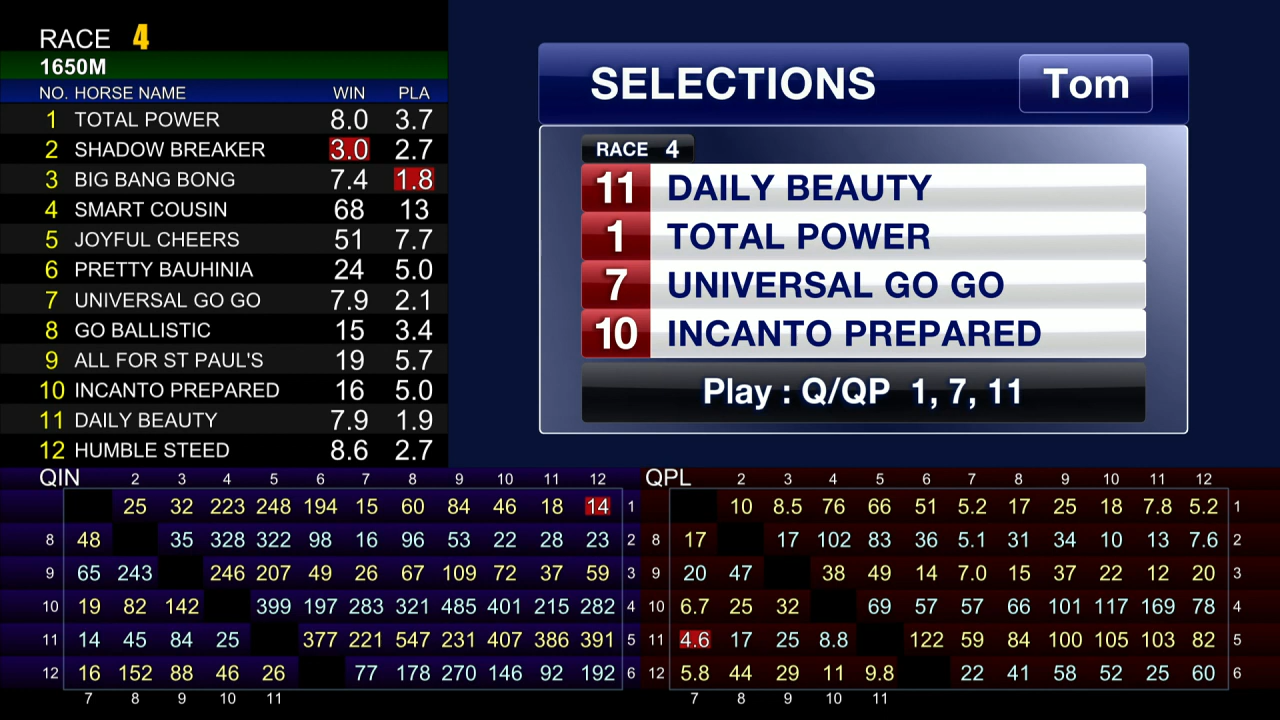 RACE 4
1650M
NO. HORSE NAME WIN PLA
1 TOTAL POWER 8.0 3.7
2 SHADOW BREAKER 3.0 2.7
3 BIG BANG BONG 7.4 1.8
4 SMART COUSIN 68 13
5 JOYFUL CHEERS 51 7.7
6 PRETTY BAUHINIA 24 5.0
7 UNIVERSAL GO GO 7.9 2.1
8 GO BALLISTIC 15 3.4
9 ALL FOR ST PAUL'S 19 5.7
10 INCANTO PREPARED 16 5.0
11 DAILY BEAUTY 7.9 1.9
12 HUMBLE STEED 8.6 2.7
SELECTIONS Tom
RACE 4
11 DAILY BEAUTY
1 TOTAL POWER
7 UNIVERSAL GO GO
10 INCANTO PREPARED
Play : Q/QP 1, 7, 11
QIN 2 3 4 5 6 7 8 9 10 11 12
25 32 223 248 194 15 60 84 46 18 14 1
8 48 35 328 322 98 16 96 53 22 28 23 2
9 65 243 246 207 49 26 67 109 72 37 59 3
10 19 82 142 399 197 283 321 485 401 215 282 4
11 14 45 84 25 377 221 547 231 407 386 391 5
12 16 152 88 46 26 77 178 270 146 92 192 6
7 8 9 10 11
QPL 2 3 4 5 6 7 8 9 10 11 12
10 8.5 76 66 51 5.2 17 25 18 7.8 5.2 1
8 17 17 102 83 36 5.1 31 34 10 13 7.6 2
9 20 47 38 49 14 7.0 15 37 22 12 20 3
10 6.7 25 32 69 57 57 66 101 117 169 78 4
11 4.6 17 25 8.8 122 59 84 100 105 103 82 5
12 5.8 44 29 11 9.8 22 41 58 52 25 60 6
7 8 9 10 11